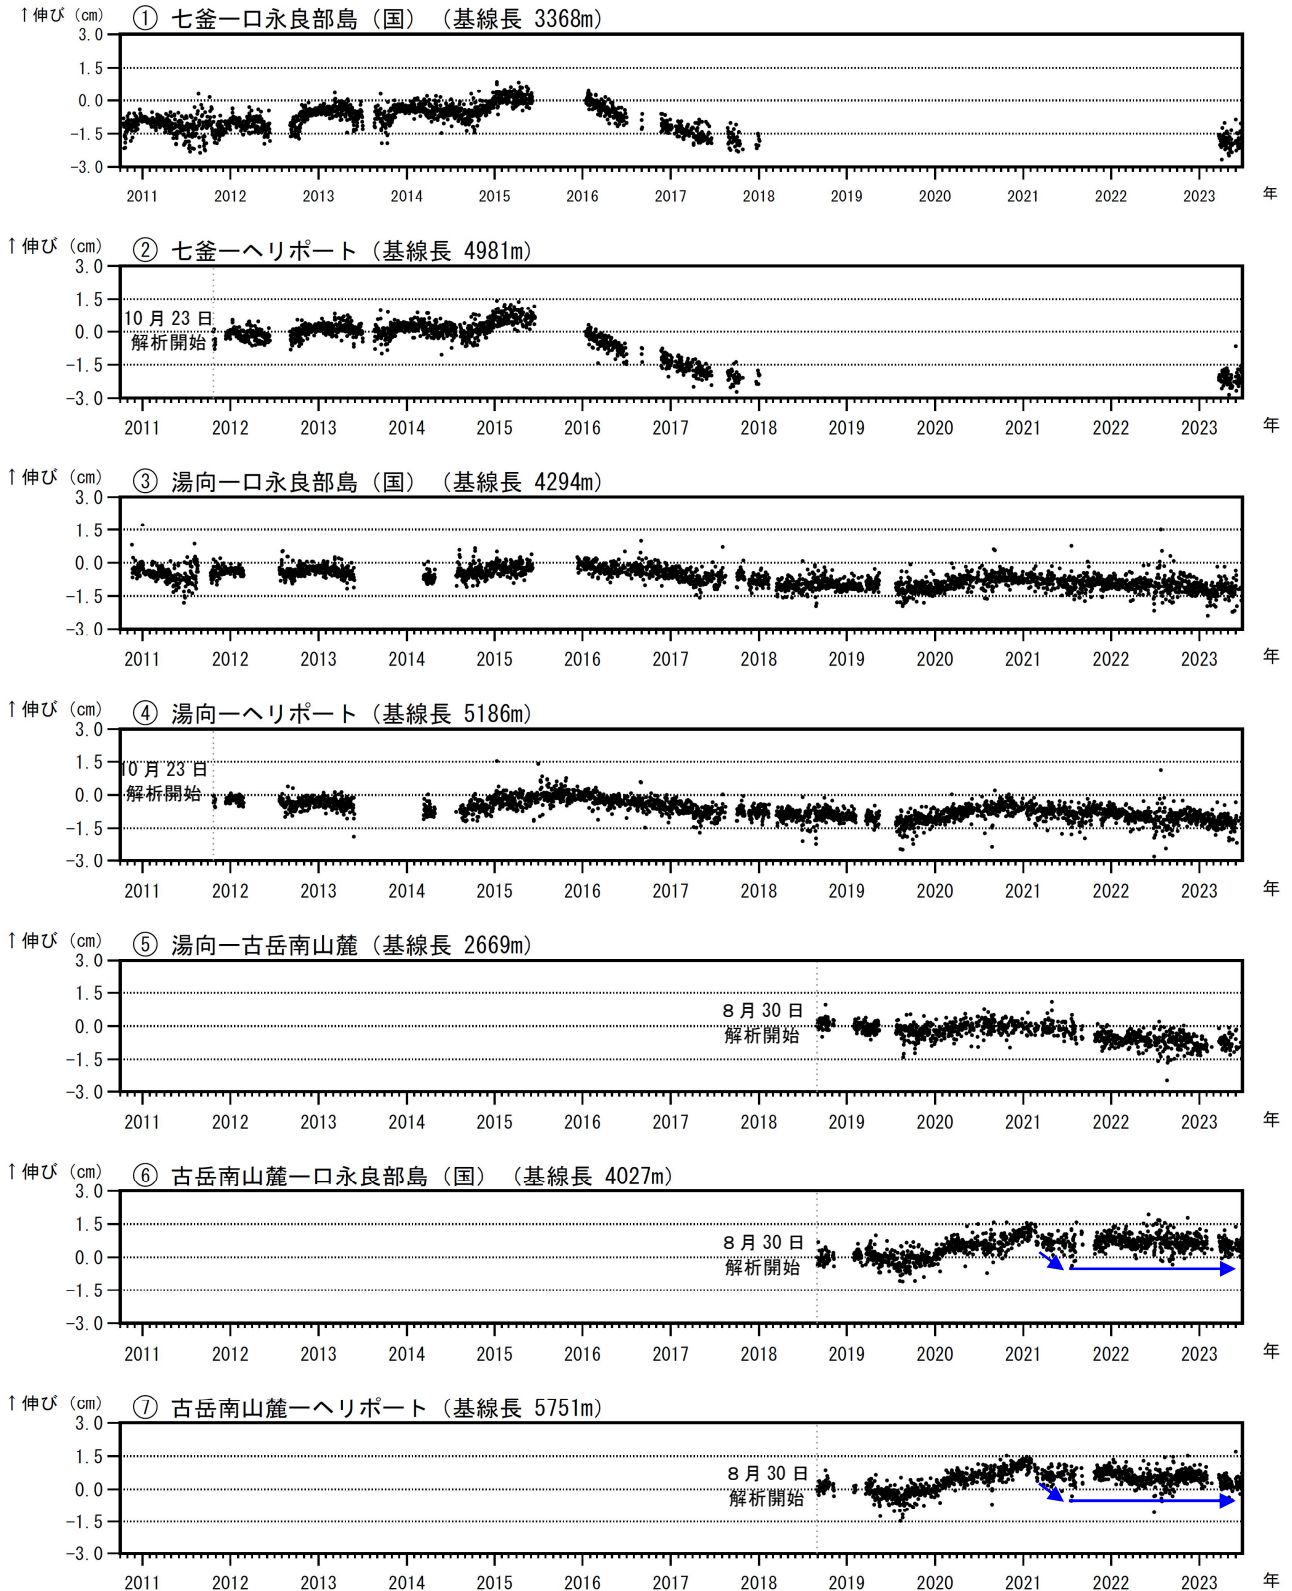 ↑伸び (cm) ① 七釜ー口永良部島（国）（基線長 3368m）
3.0
1.5
0.0
-1.5
-3.0
2011 2012 2013 2014 2015 2016 2017 2018 2019 2020 2021 2022 2023 年
↑伸び (cm) ② 七釜ーヘリポート（基線長 4981m）
3.0
1.5
10月23日
0.0
解析開始
-1.5
-3.0
2011 2012 2013 2014 2015 2016 2017 2018 2019 2020 2021 2022 2023 年
↑伸び (cm) ③ 湯向ー口永良部島（国）（基線長 4294m）
3.0
1.5
0.0
-1.5
-3.0
2011 2012 2013 2014 2015 2016 2017 2018 2019 2020 2021 2022 2023 年
↑伸び (cm) ④ 湯向ーヘリポート（基線長 5186m）
3.0
1.5
10月23日
0.0
解析開始
-1.5
-3.0
2011 2012 2013 2014 2015 2016 2017 2018 2019 2020 2021 2022 2023 年
↑伸び (cm) ⑤ 湯向ー古岳南山麓（基線長 2669m）
3.0
1.5
8月30日
0.0
解析開始
-1.5
-3.0
2011 2012 2013 2014 2015 2016 2017 2018 2019 2020 2021 2022 2023 年
↑伸び (cm) ⑥ 古岳南山麓ー口永良部島（国）（基線長 4027m）
3.0
1.5
8月30日
0.0
解析開始
-1.5
-3.0
2011 2012 2013 2014 2015 2016 2017 2018 2019 2020 2021 2022 2023 年
↑伸び (cm) ⑦ 古岳南山麓ーヘリポート（基線長 5751m）
3.0
1.5
8月30日
0.0
解析開始
-1.5
-3.0
2011 2012 2013 2014 2015 2016 2017 2018 2019 2020 2021 2022 2023 年